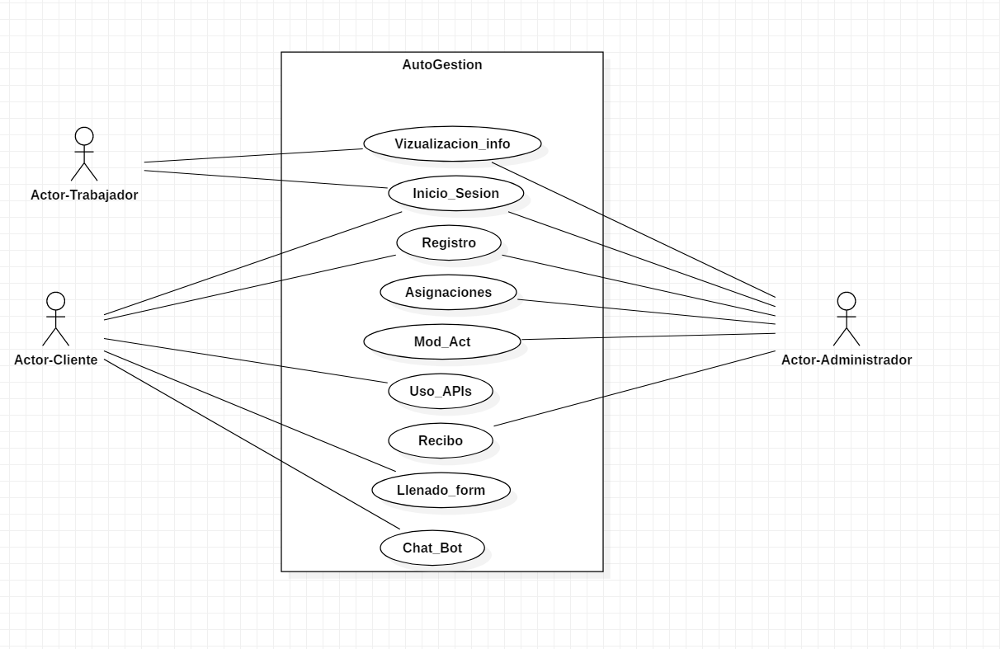 AutoGestion
Vizualizacion_info
Actor-Trabajador
Inicio_Sesion
Registro
Asignaciones
Mod_Act
Actor-Cliente
Actor-Administrador
Uso_APIs
Recibo
Llenado_form
Chat_Bot